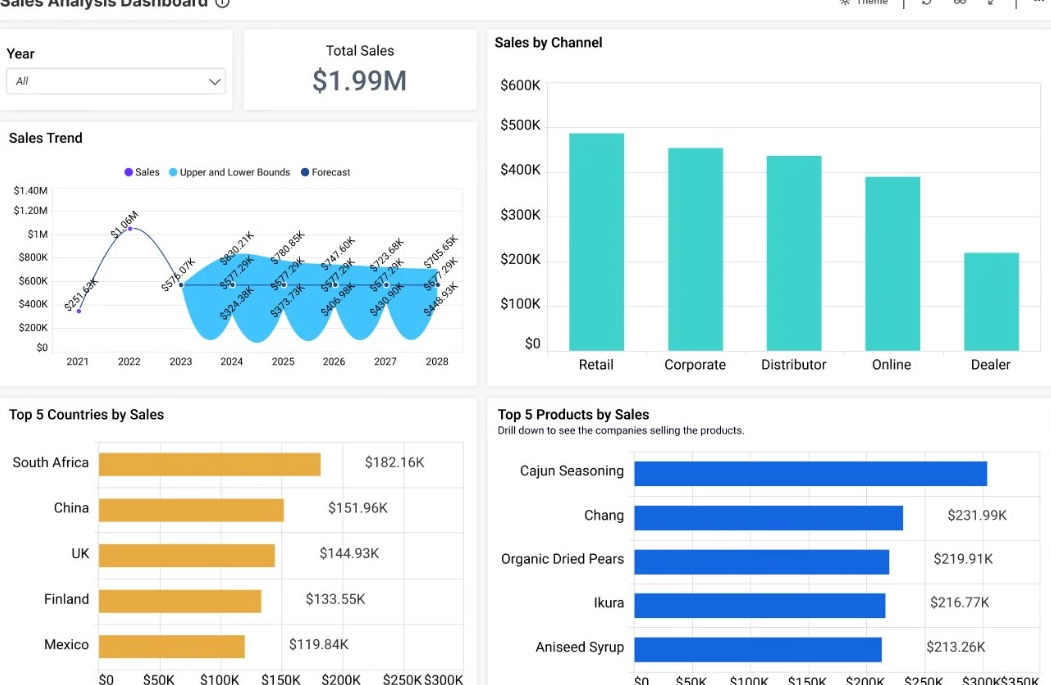 Sales Analysis Dashboard
Theme
Year
All
Total Sales
$1.99M
Sales Trend
Sales
Upper and Lower Bounds
Forecast
$1.40M
$1.20M
$1M
$800K
$600K
$400K
$200K
$0
$251.63K
$1.06M
$576.07K
$830.21K
$577.29K
$324.38K
$780.85K
$577.29K
$373.73K
$747.60K
$577.29K
$406.98K
$723.68K
$577.29K
$430.90K
$705.65K
$577.29K
$448.93K
2021 2022 2023 2024 2025 2026 2027 2028
Sales by Channel
$600K
$500K
$400K
$300K
$200K
$100K
$0
Retail Corporate Distributor Online Dealer
Top 5 Countries by Sales
South Africa $182.16K
China $151.96K
UK $144.93K
Finland $133.55K
Mexico $119.84K
$0 $50K $100K $150K $200K $250K $300K
Top 5 Products by Sales
Drill down to see the companies selling the products.
Cajun Seasoning
Chang $231.99K
Organic Dried Pears $219.91K
Ikura $216.77K
Aniseed Syrup $213.26K
$0 $50K $100K $150K $200K $250K $300K $350K